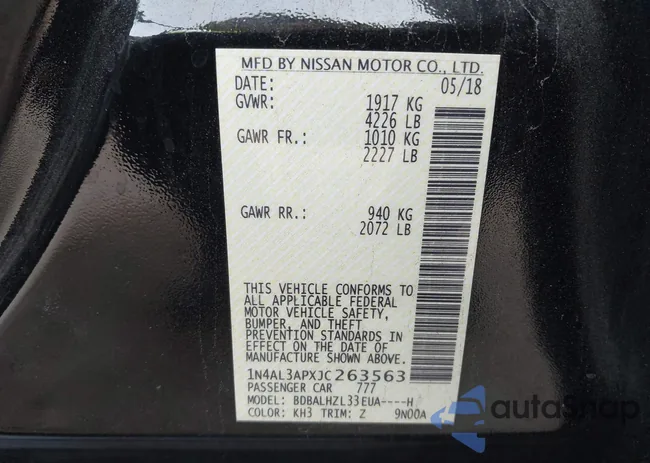 MFD BY NISSAN MOTOR CO., LTD.
DATE: 05/18
GVWR: 1917 KG
4226 LB
GAWR FR.: 1010 KG
2227 LB
GAWR RR.: 940 KG
2072 LB
THIS VEHICLE CONFORMS TO
ALL APPLICABLE FEDERAL
MOTOR VEHICLE SAFETY,
BUMPER, AND THEFT
PREVENTION STANDARDS IN
EFFECT ON THE DATE OF
MANUFACTURE SHOWN ABOVE.
1N4AL3APXJC263563
PASSENGER CAR 777
MODEL: BDBALHZL33EUA----H
COLOR: KH3 TRIM: Z 9N00A
autoSnap